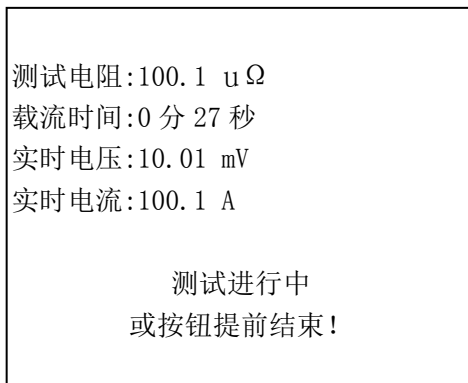 测试电阻:100.1 uΩ
载流时间:0 分 27 秒
实时电压:10.01 mV
实时电流:100.1 A
测试进行中
或按钮提前结束!